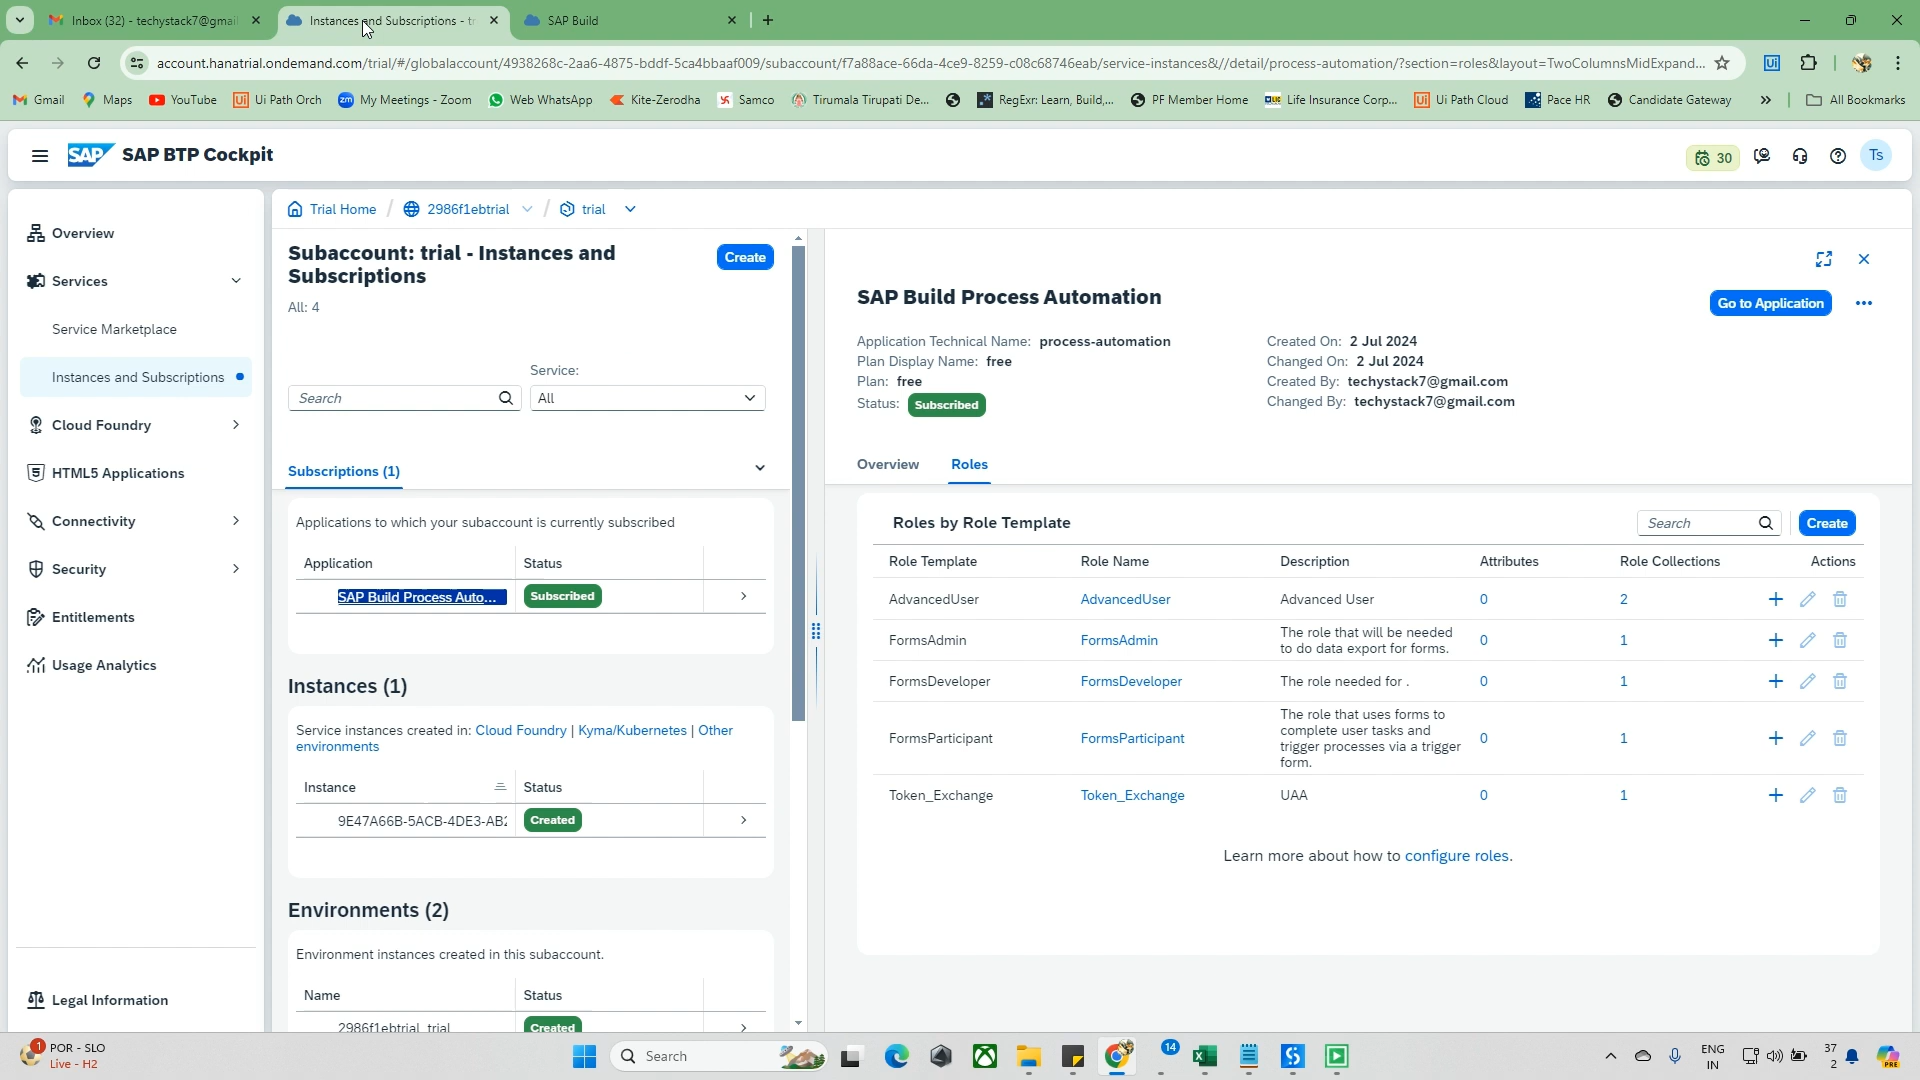 Inbox (32) - techystack7@gmail
Instances and Subscriptions - tr
SAP Build
account.hanatrial.ondemand.com/trial/#/globalaccount/4938268c-2aa6-4875-bddf-5ca4bbaaf009/subaccount/f7a88ace-66da-4ce9-8259-c08c68746eab/service-instances&//detail/process-automation/?section=roles&layout=TwoColumnsMidExpand...
Gmail Maps YouTube Ui Path Orch My Meetings - Zoom Web WhatsApp Kite-Zerodha Samco Tirumala Tirupati De... RegExr: Learn, Build,... PF Member Home Life Insurance Corp... Ui Path Cloud Pace HR Candidate Gateway » All Bookmarks
SAP SAP BTP Cockpit
30
Ts
Overview
Services
Service Marketplace
Instances and Subscriptions
Cloud Foundry
HTML5 Applications
Connectivity
Security
Entitlements
Usage Analytics
Legal Information
Trial Home / 2986f1ebtrial / trial
Subaccount: trial - Instances and
Subscriptions
Create
All: 4
Service:
Search
All
Subscriptions (1)
Applications to which your subaccount is currently subscribed
Application Status
SAP Build Process Auto... Subscribed
Instances (1)
Service instances created in: Cloud Foundry | Kyma/Kubernetes | Other
environments
Instance Status
9E47A66B-5ACB-4DE3-AB2 Created
Environments (2)
Environment instances created in this subaccount.
Name Status
2986f1ebtrial_trial Created
SAP Build Process Automation
Go to Application
Application Technical Name: process-automation
Plan Display Name: free
Plan: free
Status: Subscribed
Created On: 2 Jul 2024
Changed On: 2 Jul 2024
Created By: techystack7@gmail.com
Changed By: techystack7@gmail.com
Overview Roles
Roles by Role Template
Search
Create
Role Template Role Name Description Attributes Role Collections Actions
AdvancedUser AdvancedUser Advanced User 0 2
FormsAdmin FormsAdmin The role that will be needed
to do data export for forms. 0 1
FormsDeveloper FormsDeveloper The role needed for . 0 1
FormsParticipant FormsParticipant The role that uses forms to
complete user tasks and
trigger processes via a trigger
form. 0 1
Token_Exchange Token_Exchange UAA 0 1
Learn more about how to configure roles.
1
POR - SLO
Live - H2
Search
14
ENG
IN
37
2
PRE